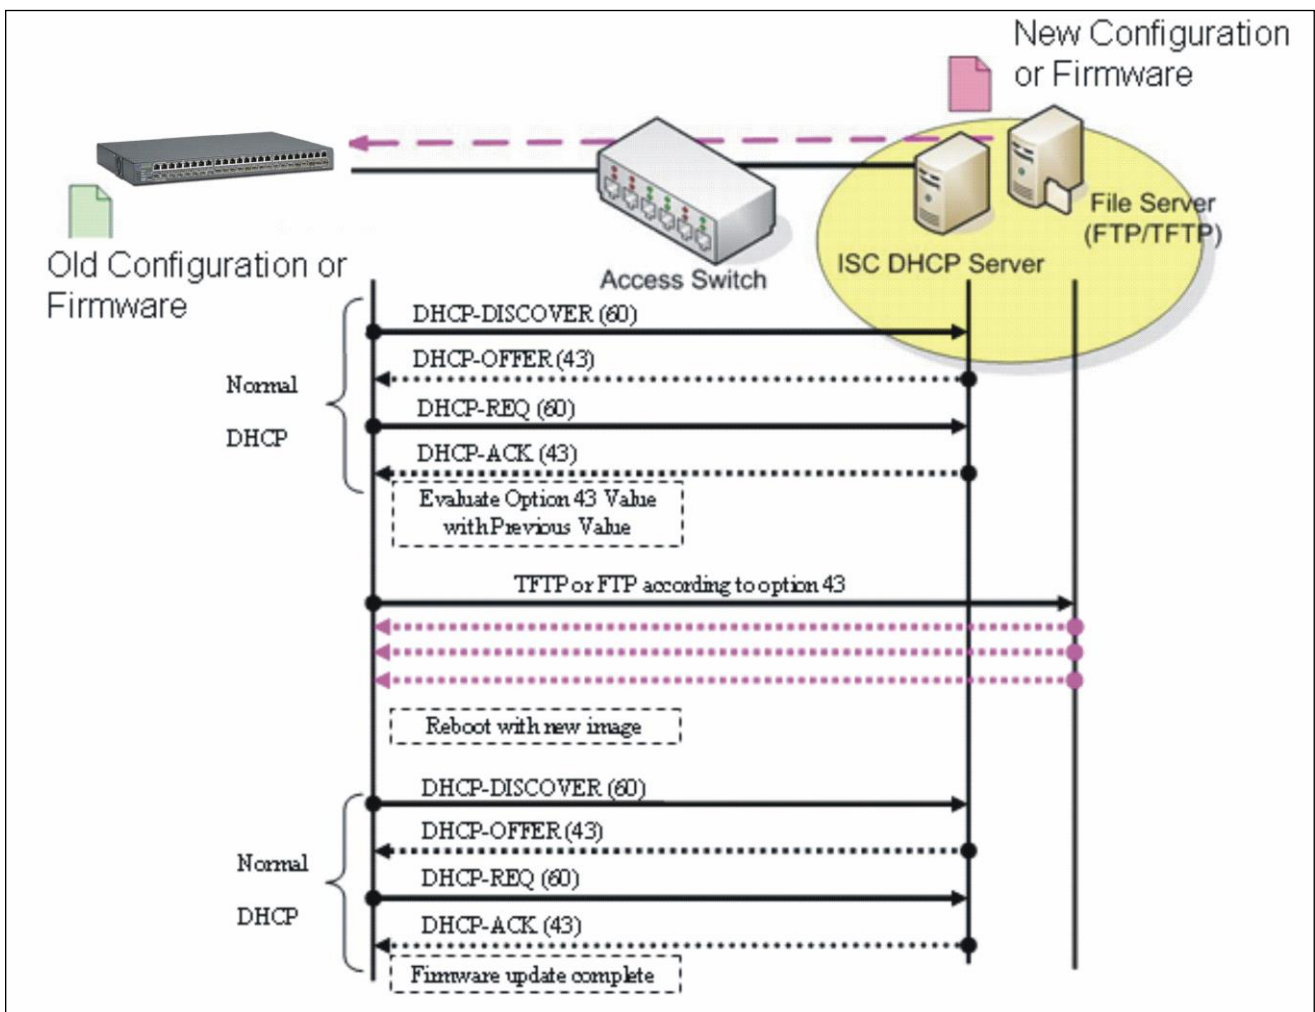 New Configuration
or Firmware
File Server
(FTP/TFTP)
ISC DHCP Server
Access Switch
Old Configuration or
Firmware
DHCP-DISCOVER (60)
DHCP-OFFER (43)
Normal
DHCP-REQ (60)
DHCP
DHCP-ACK (43)
Evaluate Option 43 Value
with Previous Value
TFTP or FTP according to option 43
Reboot with new image
DHCP-DISCOVER (60)
DHCP-OFFER (43)
Normal
DHCP-REQ (60)
DHCP
DHCP-ACK (43)
Firmware update complete